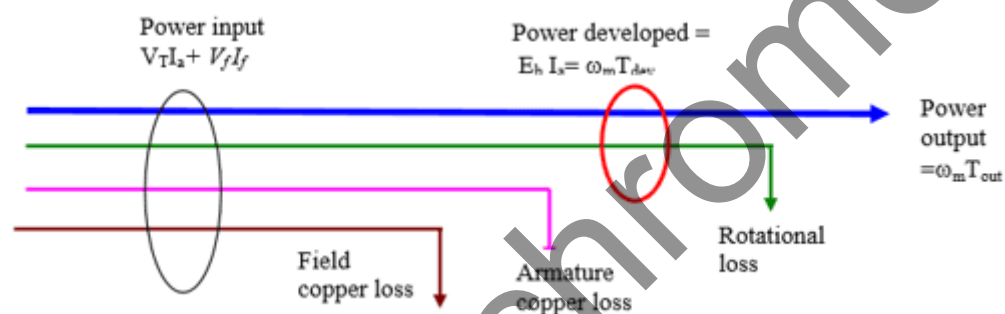 Power input
VTIa+ VfIf
Power developed =
Eb Ia= ωmTdev
Power
output
=ωmTout
Rotational
loss
Field
copper loss
Armature
copper loss